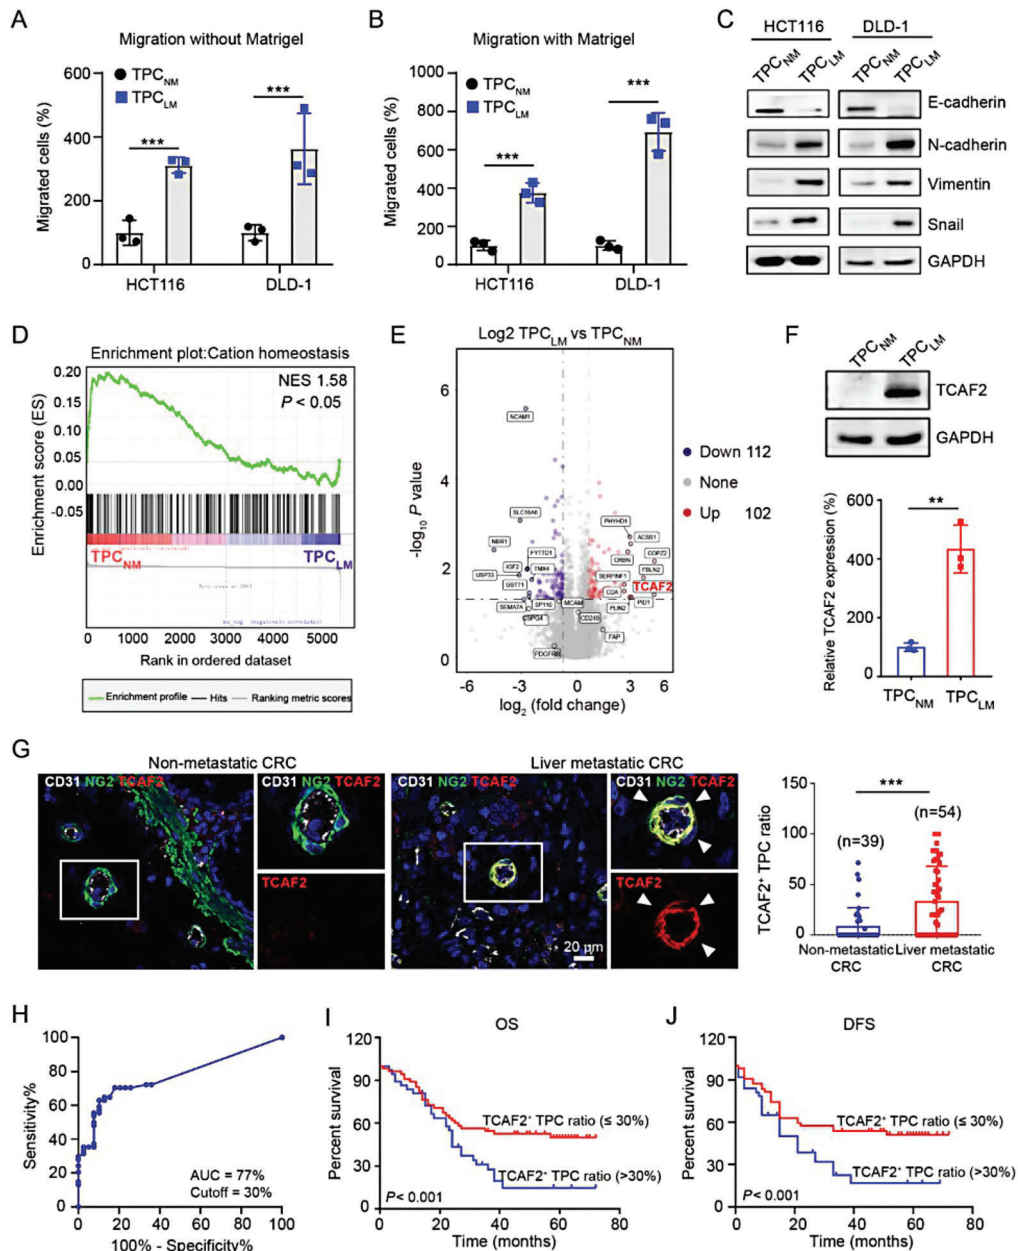 A
Migration without Matrigel
Migrated cells (%)
600
400
200
0
TPCNM
TPCLM
***
***
HCT116
DLD-1
B
Migration with Matrigel
Migrated cells (%)
1000
800
600
400
200
0
TPCNM
TPCLM
***
***
HCT116
DLD-1
C
HCT116
DLD-1
TPCNM
TPCLM
TPCNM
TPCLM
E-cadherin
N-cadherin
Vimentin
Snail
GAPDH
D
Enrichment plot:Cation homeostasis
Enrichment score (ES)
0.20
0.15
0.10
0.05
0.00
-0.05
NES 1.58
P < 0.05
TPCNM
TPCLM
0
1000
2000
3000
4000
5000
Rank in ordered dataset
Enrichment profile
Hits
Ranking metric scores
E
Log2 TPCLM vs TPCNM
-log10 P value
6
4
2
0
NCAM1
SLC16A6
NBR1
FYTTD1
IGF2
TMX4
USP33
GSTT1
SEMA7A
SP110
MCAM
CSPG4
CD248
PDGFRB
FAP
PHYHD1
ACSS1
CRBN
COPZ2
FBLN2
SERPINF1
TCAF2
CDA
PLIN2
PID1
-6
-3
0
3
6
log2 (fold change)
Down 112
None
Up 102
F
TPCNM
TPCLM
TCAF2
GAPDH
Relative TCAF2 expression (%)
600
400
200
0
**
TPCNM
TPCLM
G
Non-metastatic CRC
Liver metastatic CRC
CD31 NG2 TCAF2
CD31 NG2 TCAF2
CD31 NG2 TCAF2
CD31 NG2 TCAF2
TCAF2
TCAF2
20 µm
TCAF2+ TPC ratio
150
100
50
0
***
(n=39)
(n=54)
Non-metastatic CRC
Liver metastatic CRC
H
Sensitivity%
100
80
60
40
20
0
AUC = 77%
Cutoff = 30%
0
20
40
60
80
100
100% - Specificity%
I
OS
Percent survival
120
90
60
30
0
TCAF2+ TPC ratio (≤ 30%)
TCAF2+ TPC ratio (>30%)
P < 0.001
0
20
40
60
80
Time (months)
J
DFS
Percent survival
120
90
60
30
0
TCAF2+ TPC ratio (≤ 30%)
TCAF2+ TPC ratio (>30%)
P < 0.001
0
20
40
60
80
Time (months)